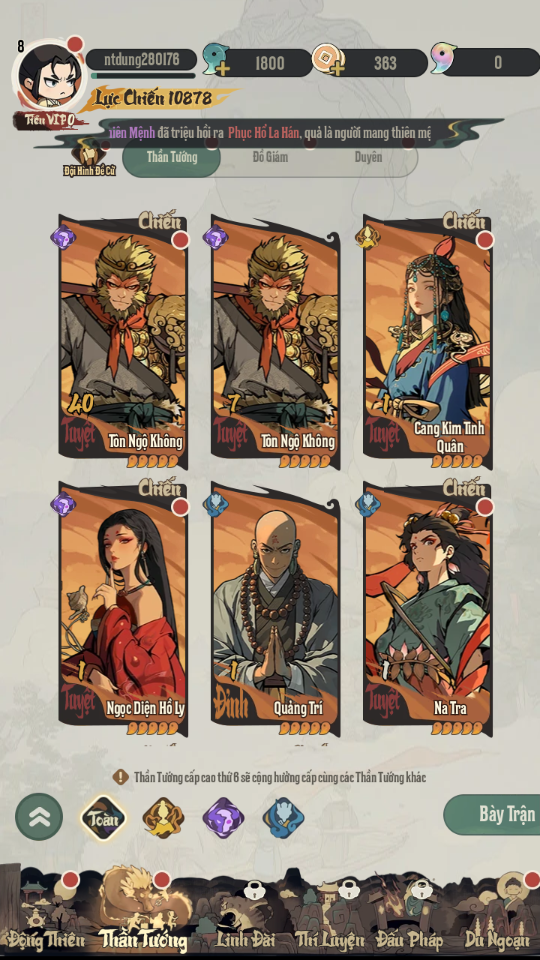 8
ntdung280176
1800
363
0
Lực Chiến 10878
Tiên VIP 0
iên Mệnh đã triệu hồi ra Phục Hổ La Hán, quả là người mang thiên mệ
Đội Hình Đề Cử
Thần Tướng
Đồ Giám
Duyên
Chiến
40
Tuyệt
Tôn Ngộ Không
7
Tuyệt
Tôn Ngộ Không
Chiến
1
Tuyệt
Cang Kim Tinh
Quân
Chiến
1
Tuyệt
Ngọc Diện Hồ Ly
1
Đỉnh
Quảng Trí
Chiến
1
Tuyệt
Na Tra
Thần Tướng cấp cao thứ 6 sẽ cộng hưởng cấp cùng các Thần Tướng khác
Toàn
Bày Trận
Động Thiên
Thần Tướng
Linh Đài
Thí Luyện
Đấu Pháp
Du Ngoạn